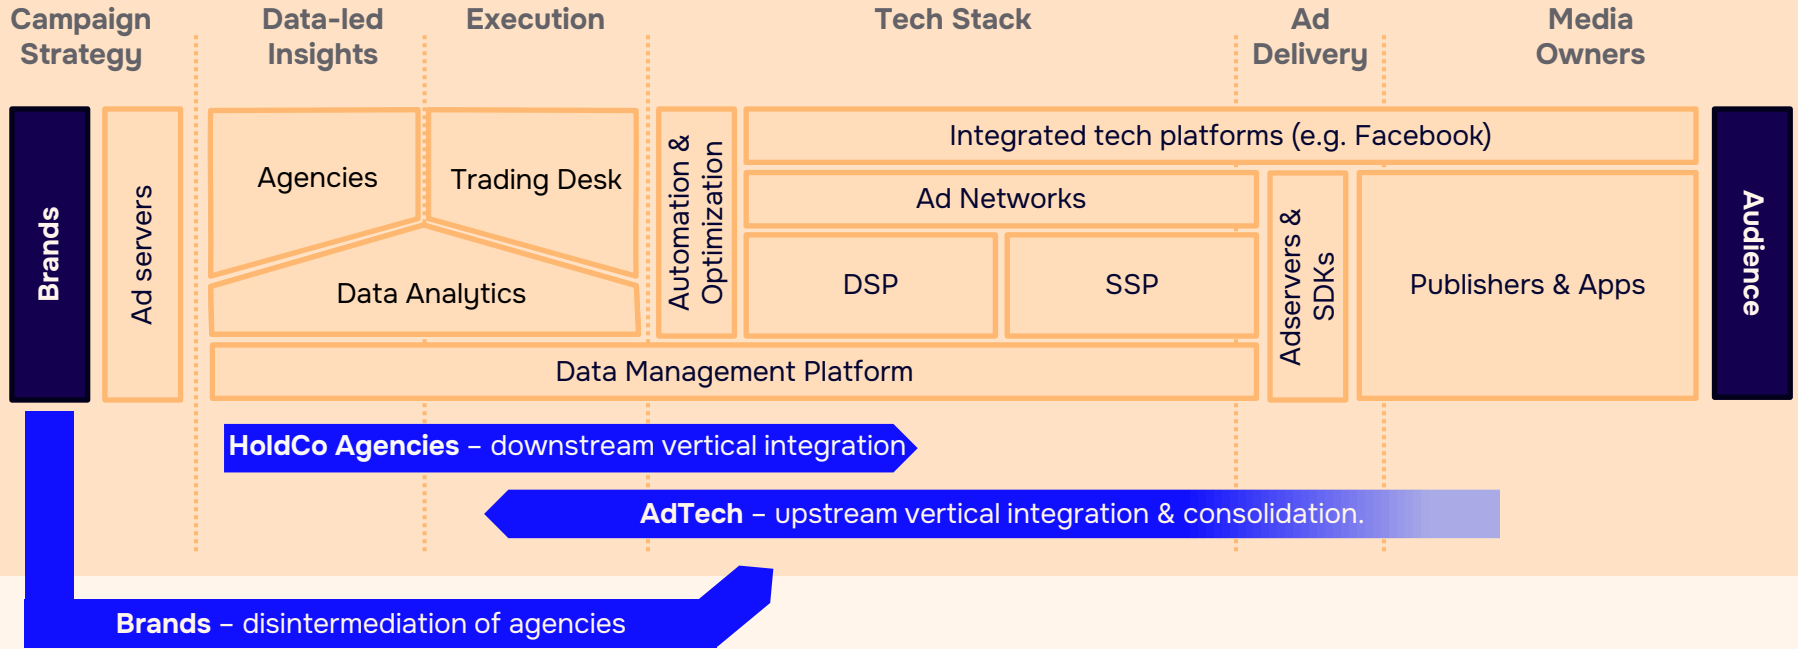 Campaign
Strategy
Data-led
Insights
Execution
Tech Stack
Ad
Delivery
Media
Owners
Brands
Ad servers
Agencies
Trading Desk
Data Analytics
Automation &
Optimization
Integrated tech platforms (e.g. Facebook)
Ad Networks
DSP
SSP
Adservers &
SDKs
Publishers & Apps
Audience
Data Management Platform
HoldCo Agencies – downstream vertical integration
AdTech – upstream vertical integration & consolidation.
Brands – disintermediation of agencies